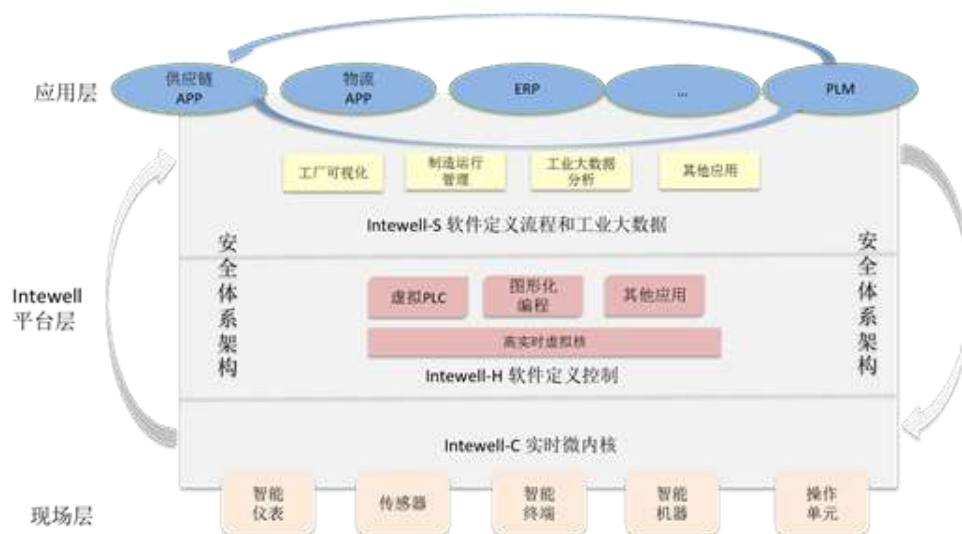 应用层
供应链
APP
物流
APP
ERP
...
PLM
工厂可视化
制造运行
管理
工业大数据
分析
其他应用
Intewell-S 软件定义流程和工业大数据
安全体系架构
安全体系架构
Intewell
平台层
虚拟PLC
图形化
编程
其他应用
高实时虚拟核
Intewell-H 软件定义控制
Intewell-C 实时微内核
现场层
智能
仪表
传感器
智能
终端
智能
机器
操作
单元